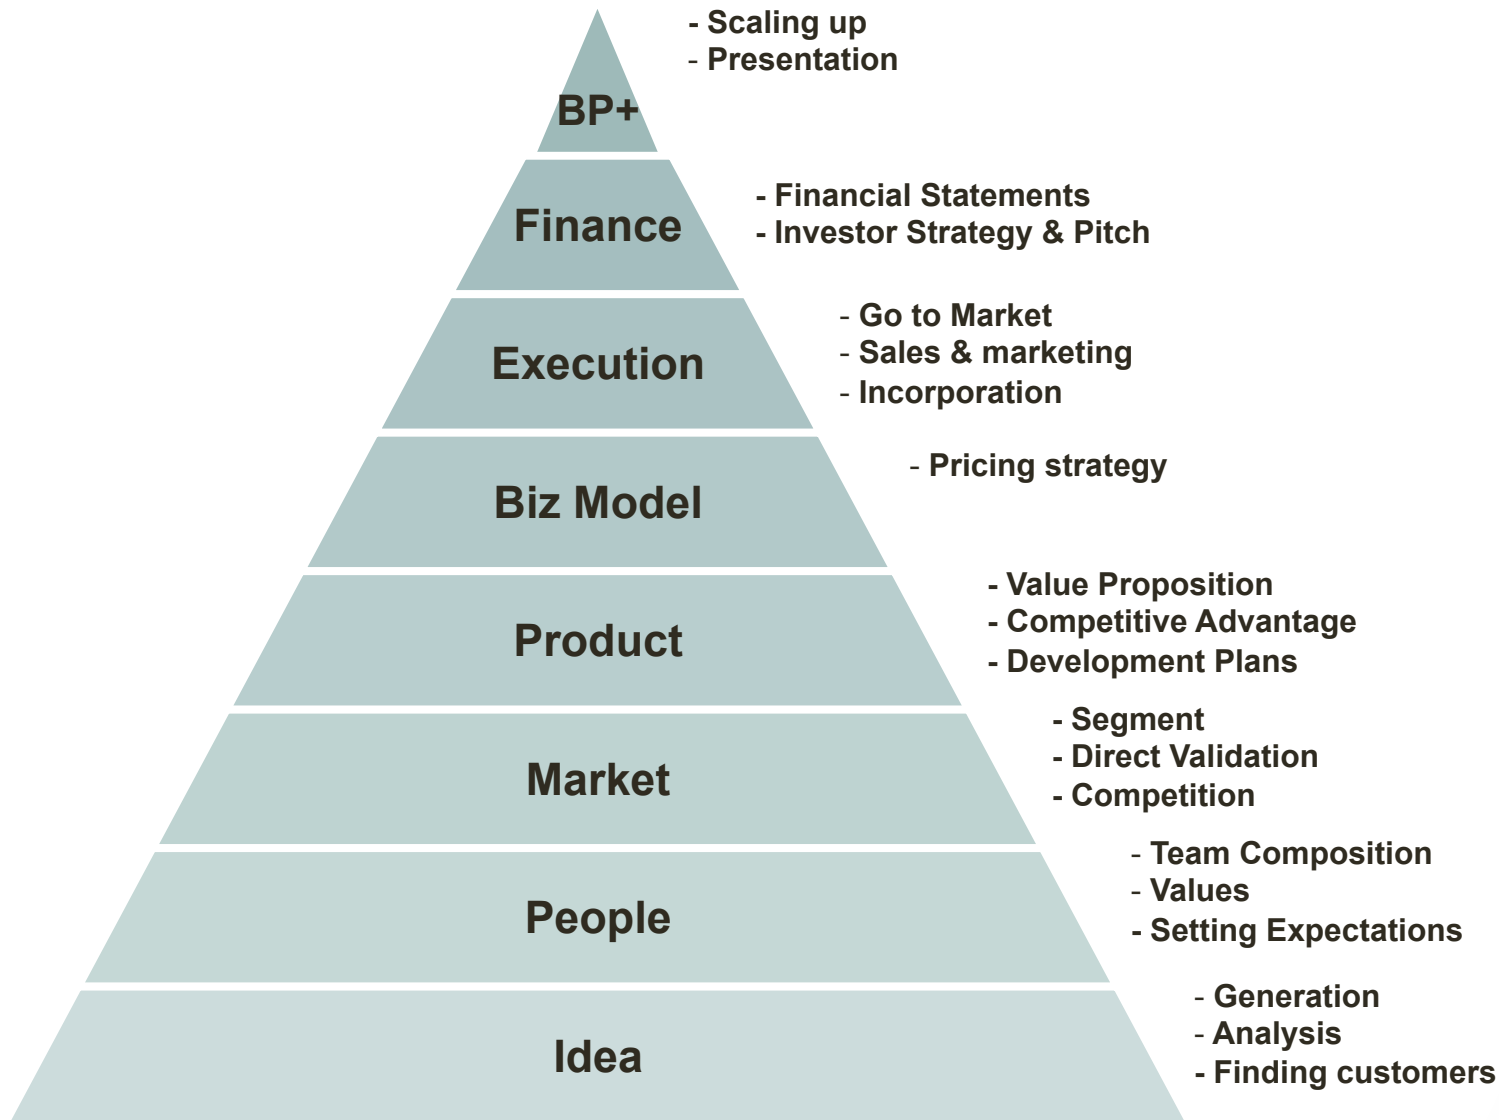 - Scaling up
- Presentation
BP+
- Financial Statements
Finance
- Investor Strategy & Pitch
- Go to Market
- Sales & marketing
Execution
- Incorporation
- Pricing strategy
Biz Model
- Value Proposition
- Competitive Advantage
Product
- Development Plans
- Segment
- Direct Validation
Market
- Competition
- Team Composition
- Values
People
- Setting Expectations
- Generation
- Analysis
Idea
- Finding customers